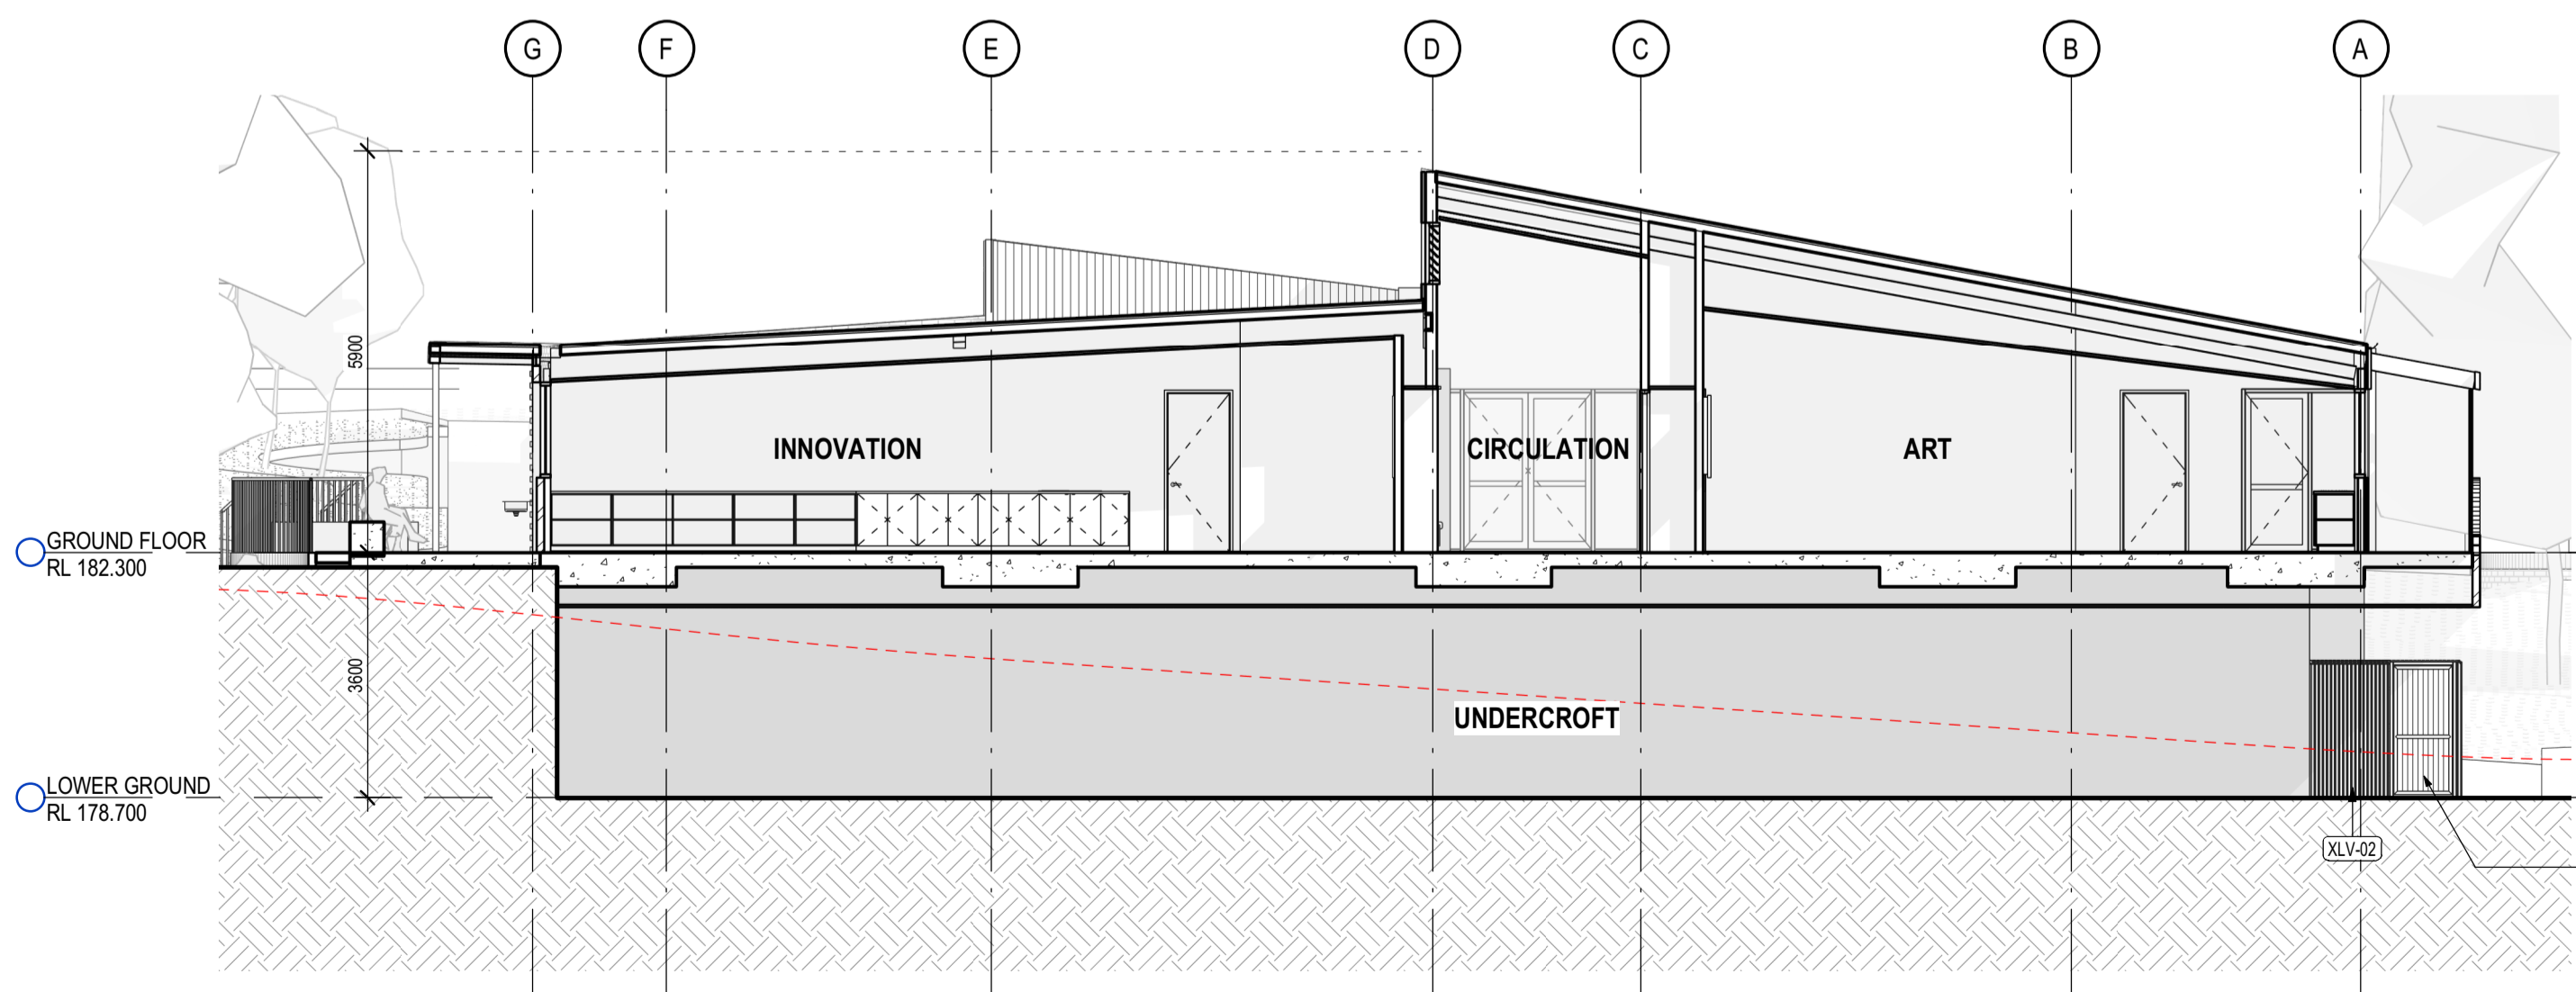 G
F
E
D
C
B
A
5900
INNOVATION
CIRCULATION
ART
GROUND FLOOR
RL 182.300
3600
UNDERCROFT
LOWER GROUND
RL 178.700
XLV-02